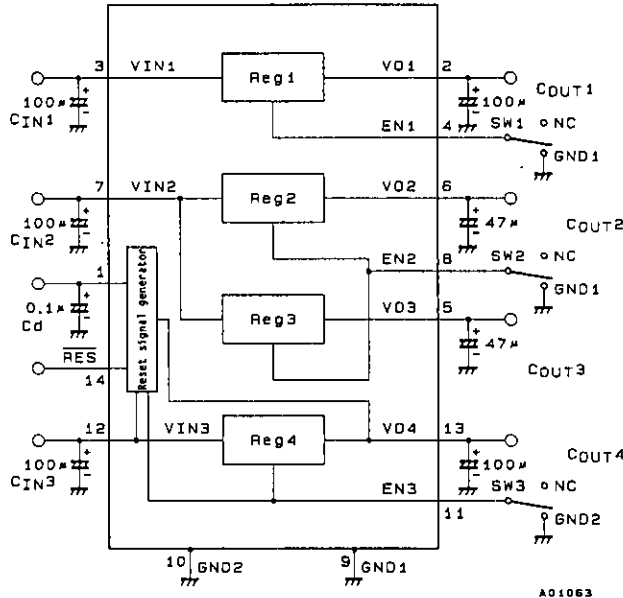 3 VIN1 Reg1 VO1 2
100μ + -
CIN1
+ - 100μ COUT1
EN1 4 SW1 NC
GND1
7 VIN2 Reg2 VO2 6
100μ + -
CIN2
+ - 47μ COUT2
EN2 8 SW2 NC
GND1
1
0.1μ + -
Cd
Reset signal generator
Reg3 VO3 5
+ - 47μ
COUT3
RES
14
12 VIN3 Reg4 VO4 13
100μ + -
CIN3
+ - 100μ COUT4
EN3 11 SW3 NC
GND2
10 GND2 9 GND1
A01063